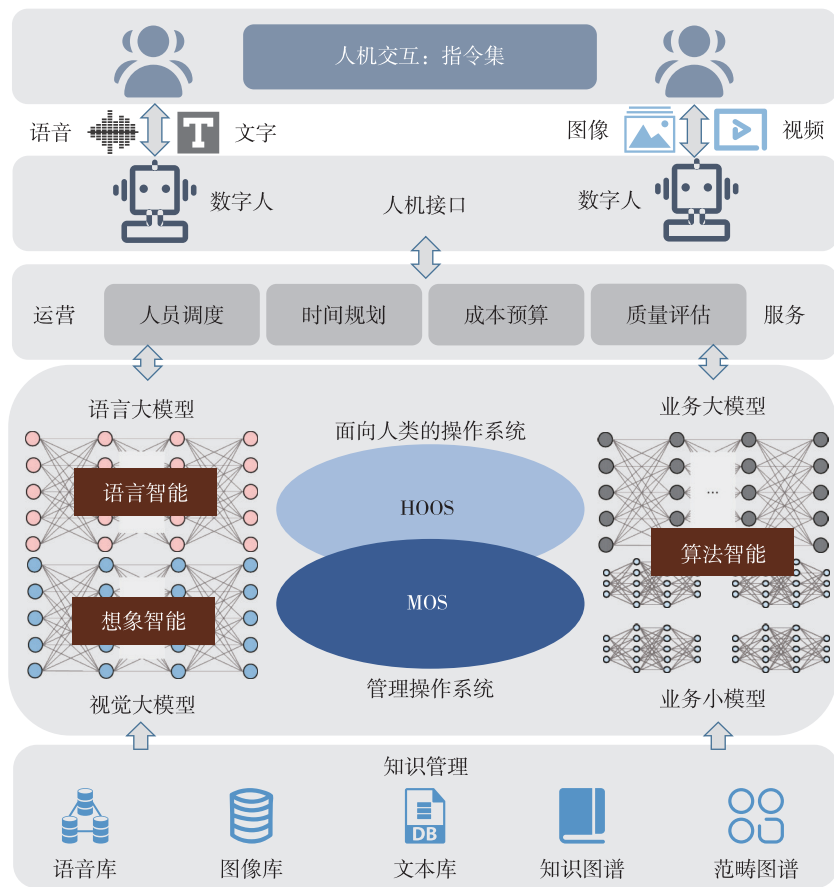 人机交互：指令集
语音
T
文字
图像
视频
数字人
人机接口
数字人
运营
人员调度
时间规划
成本预算
质量评估
服务
语言大模型
业务大模型
面向人类的操作系统
语言智能
HOOS
...
算法智能
想象智能
MOS
管理操作系统
视觉大模型
业务小模型
知识管理
DB
语音库
图像库
文本库
知识图谱
范畴图谱